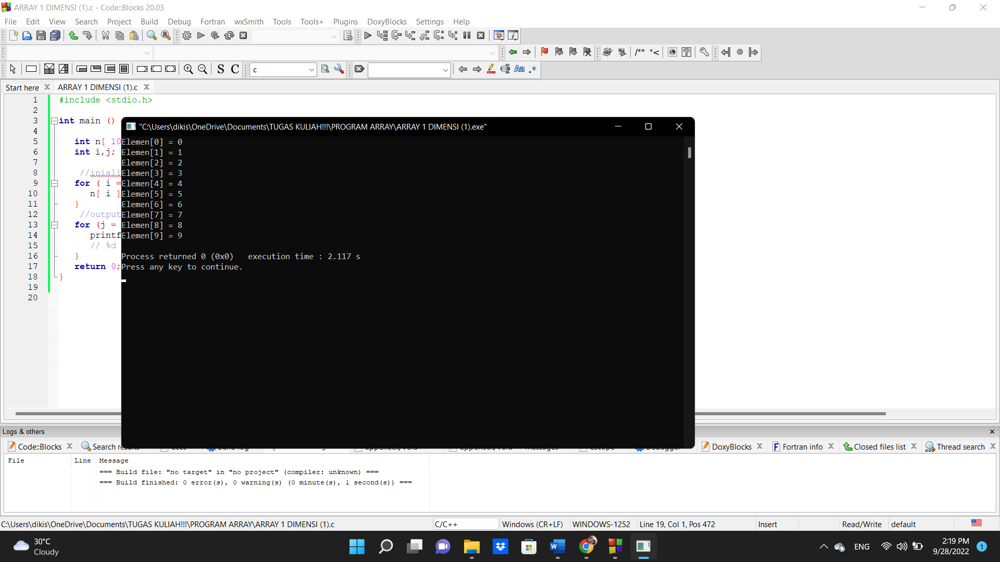 ARRAY 1 DIMENSI (1).c - Code::Blocks 20.03
File Edit View Search Project Build Debug Fortran wxSmith Tools Tools+ Plugins DoxyBlocks Settings Help
/** *<
S C c Aa .*
Start here ARRAY 1 DIMENSI (1).c
1 #include <stdio.h>
2
3 int main ()
4
5 int n[ 10
6 int i,j;
7
8 //iniali
9 for ( i =
10 n[ i ]
11 }
12 //output
13 for (j =
14 printf
15 // %d
16 }
17 return 0;
18 }
19
20
"C:\Users\dikis\OneDrive\Documents\TUGAS KULIAH!!!\PROGRAM ARRAY\ARRAY 1 DIMENSI (1).exe"
Elemen[0] = 0
Elemen[1] = 1
Elemen[2] = 2
Elemen[3] = 3
Elemen[4] = 4
Elemen[5] = 5
Elemen[6] = 6
Elemen[7] = 7
Elemen[8] = 8
Elemen[9] = 9
Process returned 0 (0x0) execution time : 2.117 s
Press any key to continue.
Logs & others
Code::Blocks Search results DoxyBlocks Fortran info Closed files list Thread search
File Line Message
=== Build file: "no target" in "no project" (compiler: unknown) ===
=== Build finished: 0 error(s), 0 warning(s) (0 minute(s), 1 second(s)) ===
C:\Users\dikis\OneDrive\Documents\TUGAS KULIAH!!!\PROGRAM ARRAY\ARRAY 1 DIMENSI (1).c C/C++ Windows (CR+LF) WINDOWS-1252 Line 19, Col 1, Pos 472 Insert Read/Write default
30°C
Cloudy
ENG
2:19 PM
9/28/2022
1